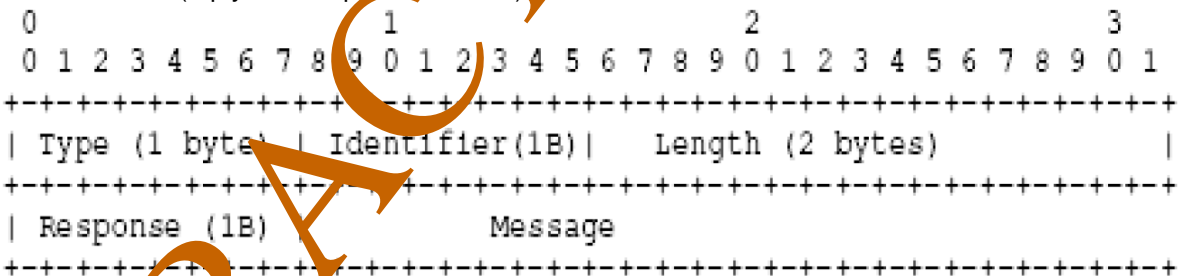 0 1 2 3
0 1 2 3 4 5 6 7 8 9 0 1 2 3 4 5 6 7 8 9 0 1 2 3 4 5 6 7 8 9 0 1
+-+-+-+-+-+-+-+-+-+-+-+-+-+-+-+-+-+-+-+-+-+-+-+-+-+-+-+-+-+-+-+-+
| Type (1 byte) | Identifier(1B)| Length (2 bytes) |
+-+-+-+-+-+-+-+-+-+-+-+-+-+-+-+-+-+-+-+-+-+-+-+-+-+-+-+-+-+-+-+-+
| Response (1B) | Message
+-+-+-+-+-+-+-+-+-+-+-+-+-+-+-+-+-+-+-+-+-+-+-+-+-+-+-+-+-+-+-+-+